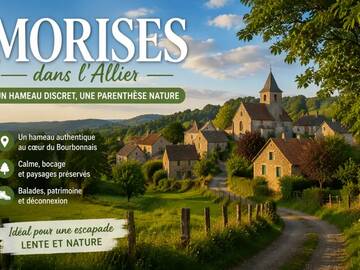 MORISES
dans l'Allier
UN HAMEAU DISCRET, UNE PARENTHÈSE NATURE
Un hameau authentique
au cœur du Bourbonnais
Calme, bocage
et paysages préservés
Balades, patrimoine
et déconnexion
Idéal pour une escapade
LENTE ET NATURE